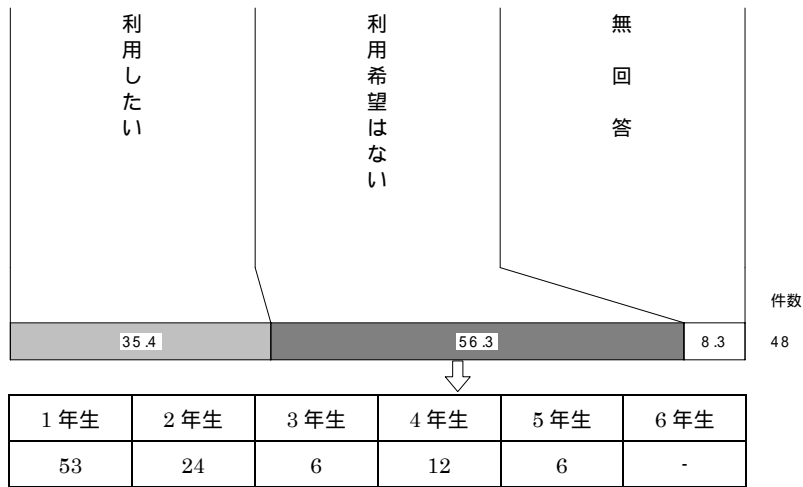 利用したい
利用希望はない
無回答
件数
35.4 56.3 8.3 48
1年生 2年生 3年生 4年生 5年生 6年生
53 24 6 12 6 -